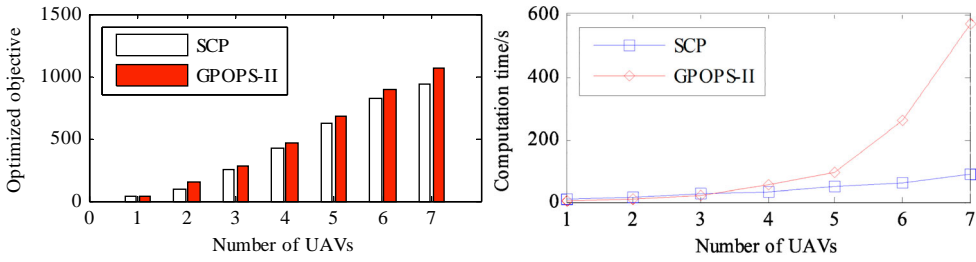 Optimized objective
1500
1000
500
0
SCP
GPOPS-II
0 1 2 3 4 5 6 7
Number of UAVs
Computation time/s
600
400
200
0
SCP
GPOPS-II
1 2 3 4 5 6 7
Number of UAVs